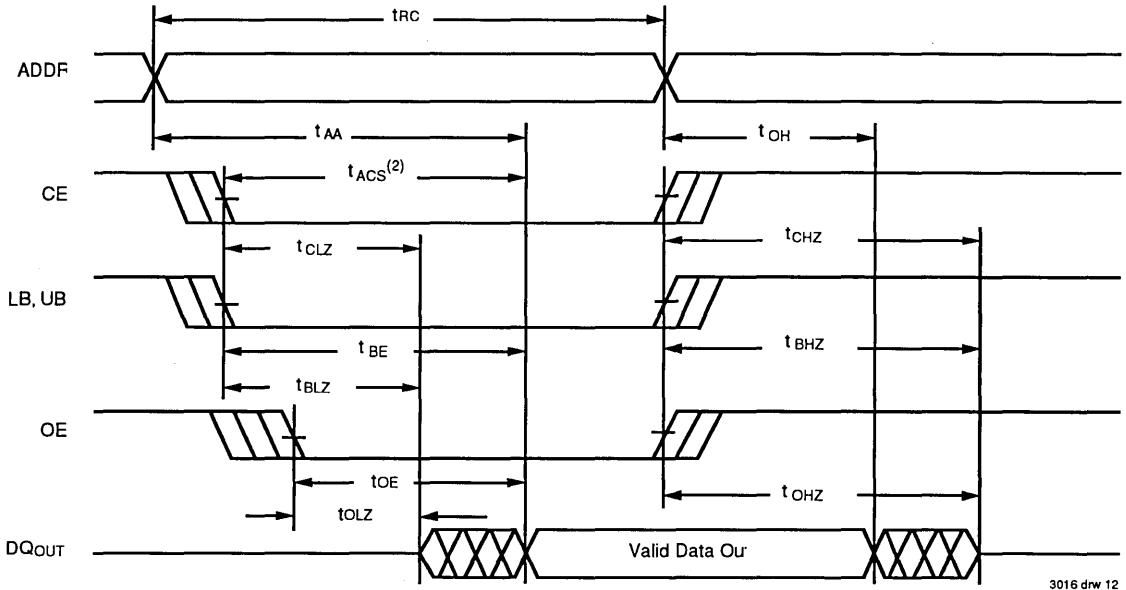 tRC
ADDR
tAA
tOH
tACS(2)
CE
tCLZ
tCHZ
LB, UB
tBE
tBHZ
tBLZ
OE
tOE
tOHZ
tOLZ
DQOUT
Valid Data Ou
3016 drw 12